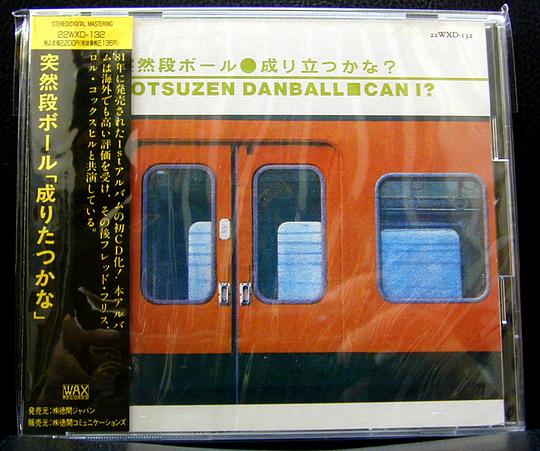 STEREO/DIGITAL MASTERING
22WXD-132
税込定価2,200円(税抜価格2,136円)
突然段ボール「成りたつかな」
'81年に発売された1stアルバムの初CD化! 本アルバ
ムは海外でも高い評価を受け、その後フレッド・フリス、
ロル・コックスヒルと共演している。
WAX
RECORDS
発売元:㈱徳間ジャパン
販売元:㈱徳間コミュニケーションズ
22WXD-132
然段ボール●成り立つかな?
OTSUZEN DANBALL■CAN I?